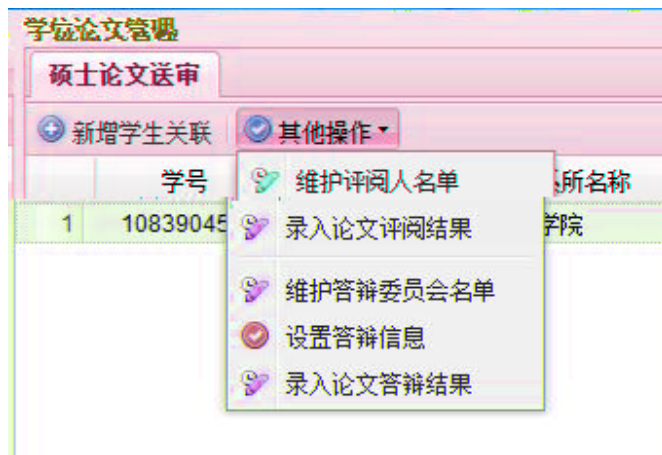 学位论文管理
硕士论文送审
新增学生关联 其他操作
学号 维护评阅人名单 所名称
1 10839045 录入论文评阅结果 学院
维护答辩委员会名单
设置答辩信息
录入论文答辩结果